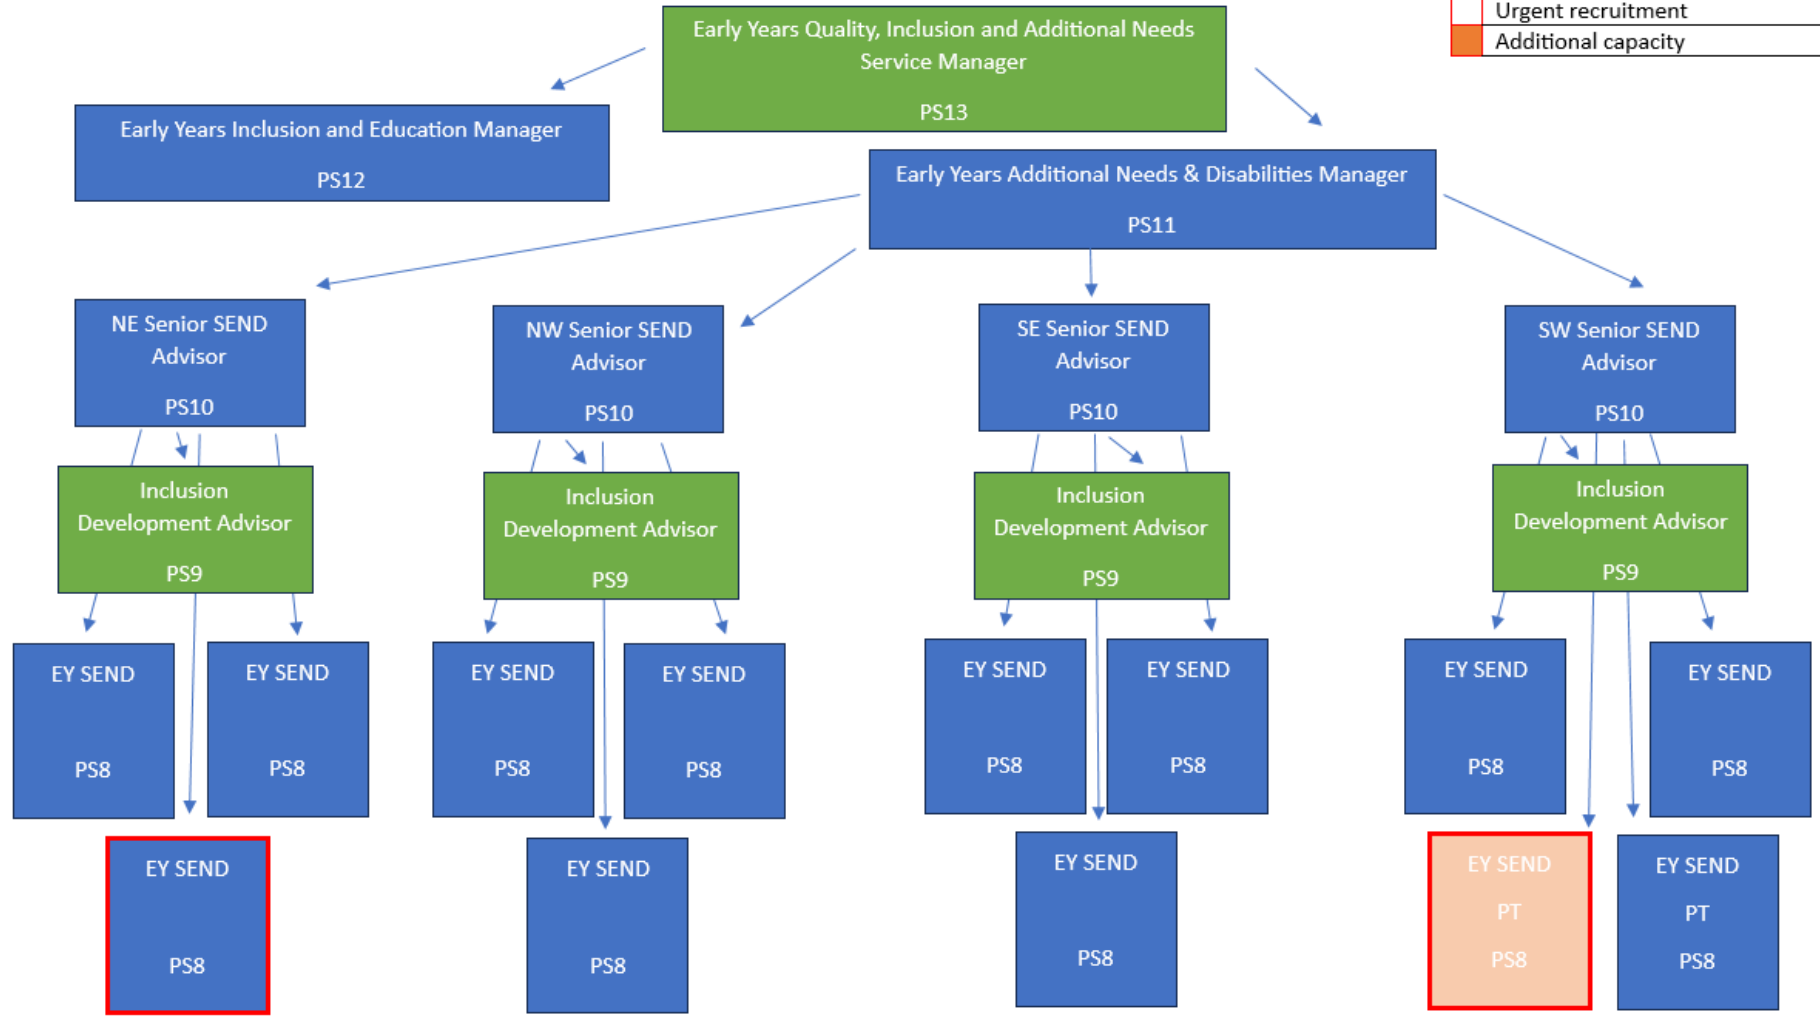 Urgent recruitment
Additional capacity
Early Years Quality, Inclusion and Additional Needs
Service Manager
PS13
Early Years Inclusion and Education Manager
PS12
Early Years Additional Needs & Disabilities Manager
PS11
NE Senior SEND
Advisor
PS10
NW Senior SEND
Advisor
PS10
SE Senior SEND
Advisor
PS10
SW Senior SEND
Advisor
PS10
Inclusion
Development Advisor
PS9
Inclusion
Development Advisor
PS9
Inclusion
Development Advisor
PS9
Inclusion
Development Advisor
PS9
EY SEND
PS8
EY SEND
PS8
EY SEND
PS8
EY SEND
PS8
EY SEND
PS8
EY SEND
PS8
EY SEND
PS8
EY SEND
PS8
EY SEND
PS8
EY SEND
PS8
EY SEND
PS8
EY SEND
PT
PS8
EY SEND
PT
PS8